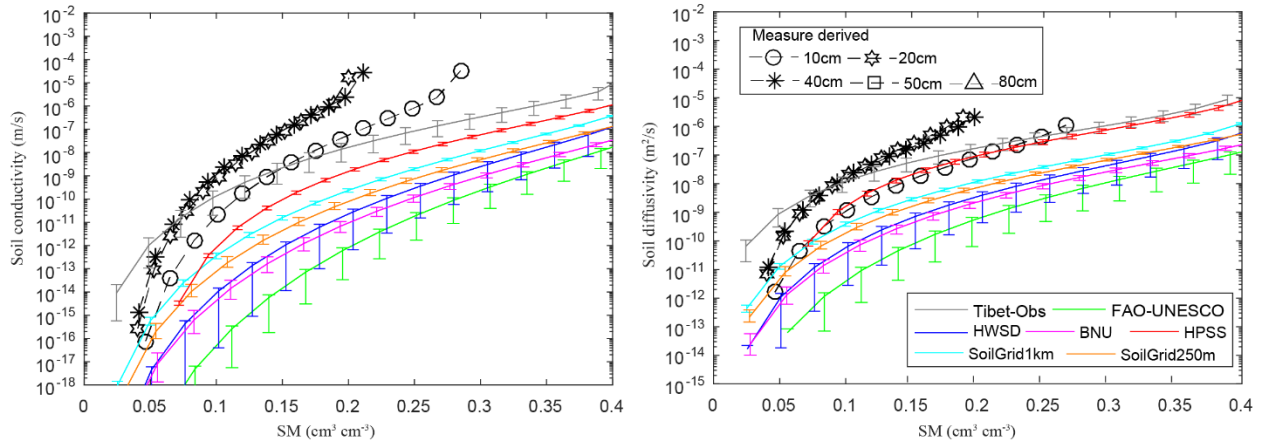 10⁻²
10⁻³
10⁻⁴
10⁻⁵
10⁻⁶
10⁻⁷
10⁻⁸
10⁻⁹
10⁻¹⁰
10⁻¹¹
10⁻¹²
10⁻¹³
10⁻¹⁴
10⁻¹⁵
10⁻¹⁶
10⁻¹⁷
10⁻¹⁸
Soil conductivity (m/s)
0 0.05 0.1 0.15 0.2 0.25 0.3 0.35 0.4
SM (cm³ cm⁻³)
10⁻²
10⁻³
10⁻⁴
10⁻⁵
10⁻⁶
10⁻⁷
10⁻⁸
10⁻⁹
10⁻¹⁰
10⁻¹¹
10⁻¹²
10⁻¹³
10⁻¹⁴
10⁻¹⁵
Soil diffusivity (m²/s)
Measure derived
10cm 20cm
40cm 50cm 80cm
Tibet-Obs FAO-UNESCO
HWSD BNU HPSS
SoilGrid1km SoilGrid250m
0 0.05 0.1 0.15 0.2 0.25 0.3 0.35 0.4
SM (cm³ cm⁻³)